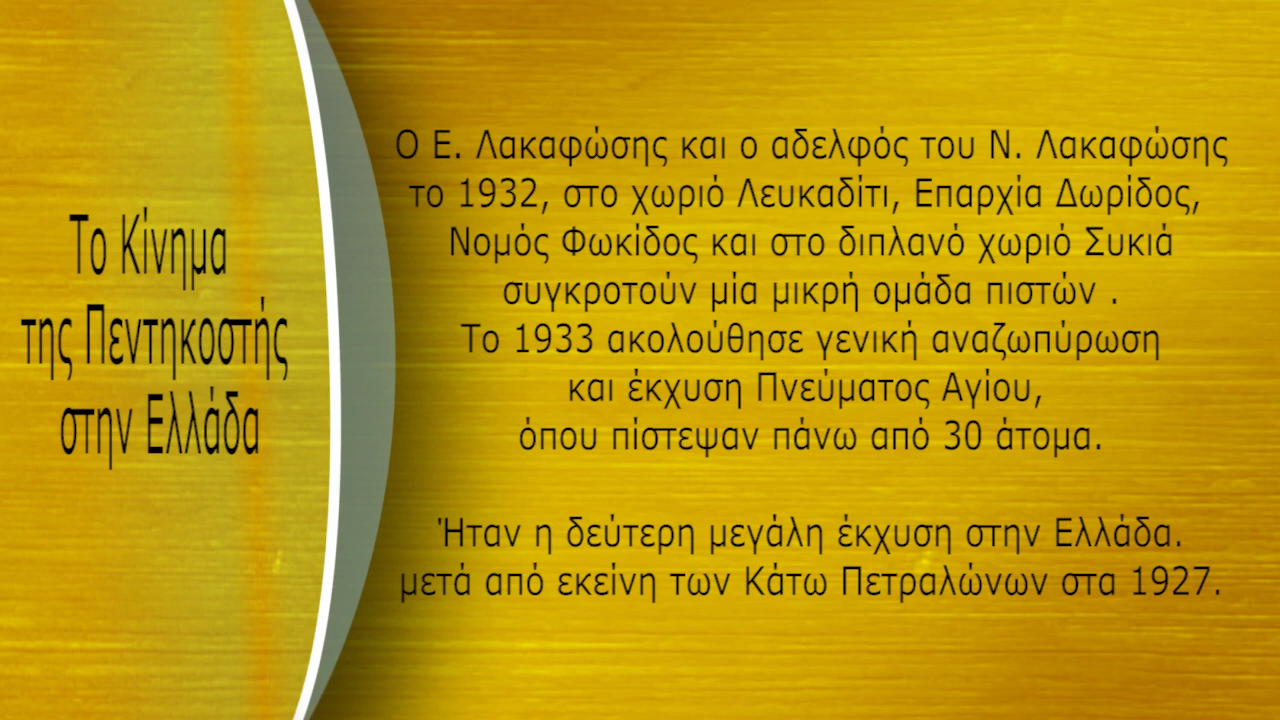 Το Κίνημα
της Πεντηκοστής
στην Ελλάδα
Ο Ε. Λακαφώσης και ο αδελφός του Ν. Λακαφώσης
το 1932, στο χωριό Λευκαδίτι, Επαρχία Δωρίδος,
Νομός Φωκίδος και στο διπλανό χωριό Συκιά
συγκροτούν μία μικρή ομάδα πιστών .
Το 1933 ακολούθησε γενική αναζωπύρωση
και έκχυση Πνεύματος Αγίου,
όπου πίστεψαν πάνω από 30 άτομα.
Ήταν η δεύτερη μεγάλη έκχυση στην Ελλάδα.
μετά από εκείνη των Κάτω Πετραλώνων στα 1927.